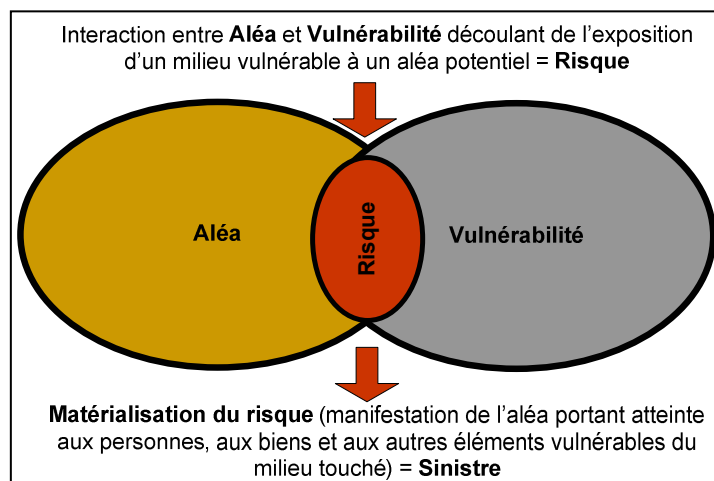 Interaction entre Aléa et Vulnérabilité découlant de l'exposition
d'un milieu vulnérable à un aléa potentiel = Risque
Aléa
Risque
Vulnérabilité
Matérialisation du risque (manifestation de l'aléa portant atteinte
aux personnes, aux biens et aux autres éléments vulnérables du
milieu touché) = Sinistre